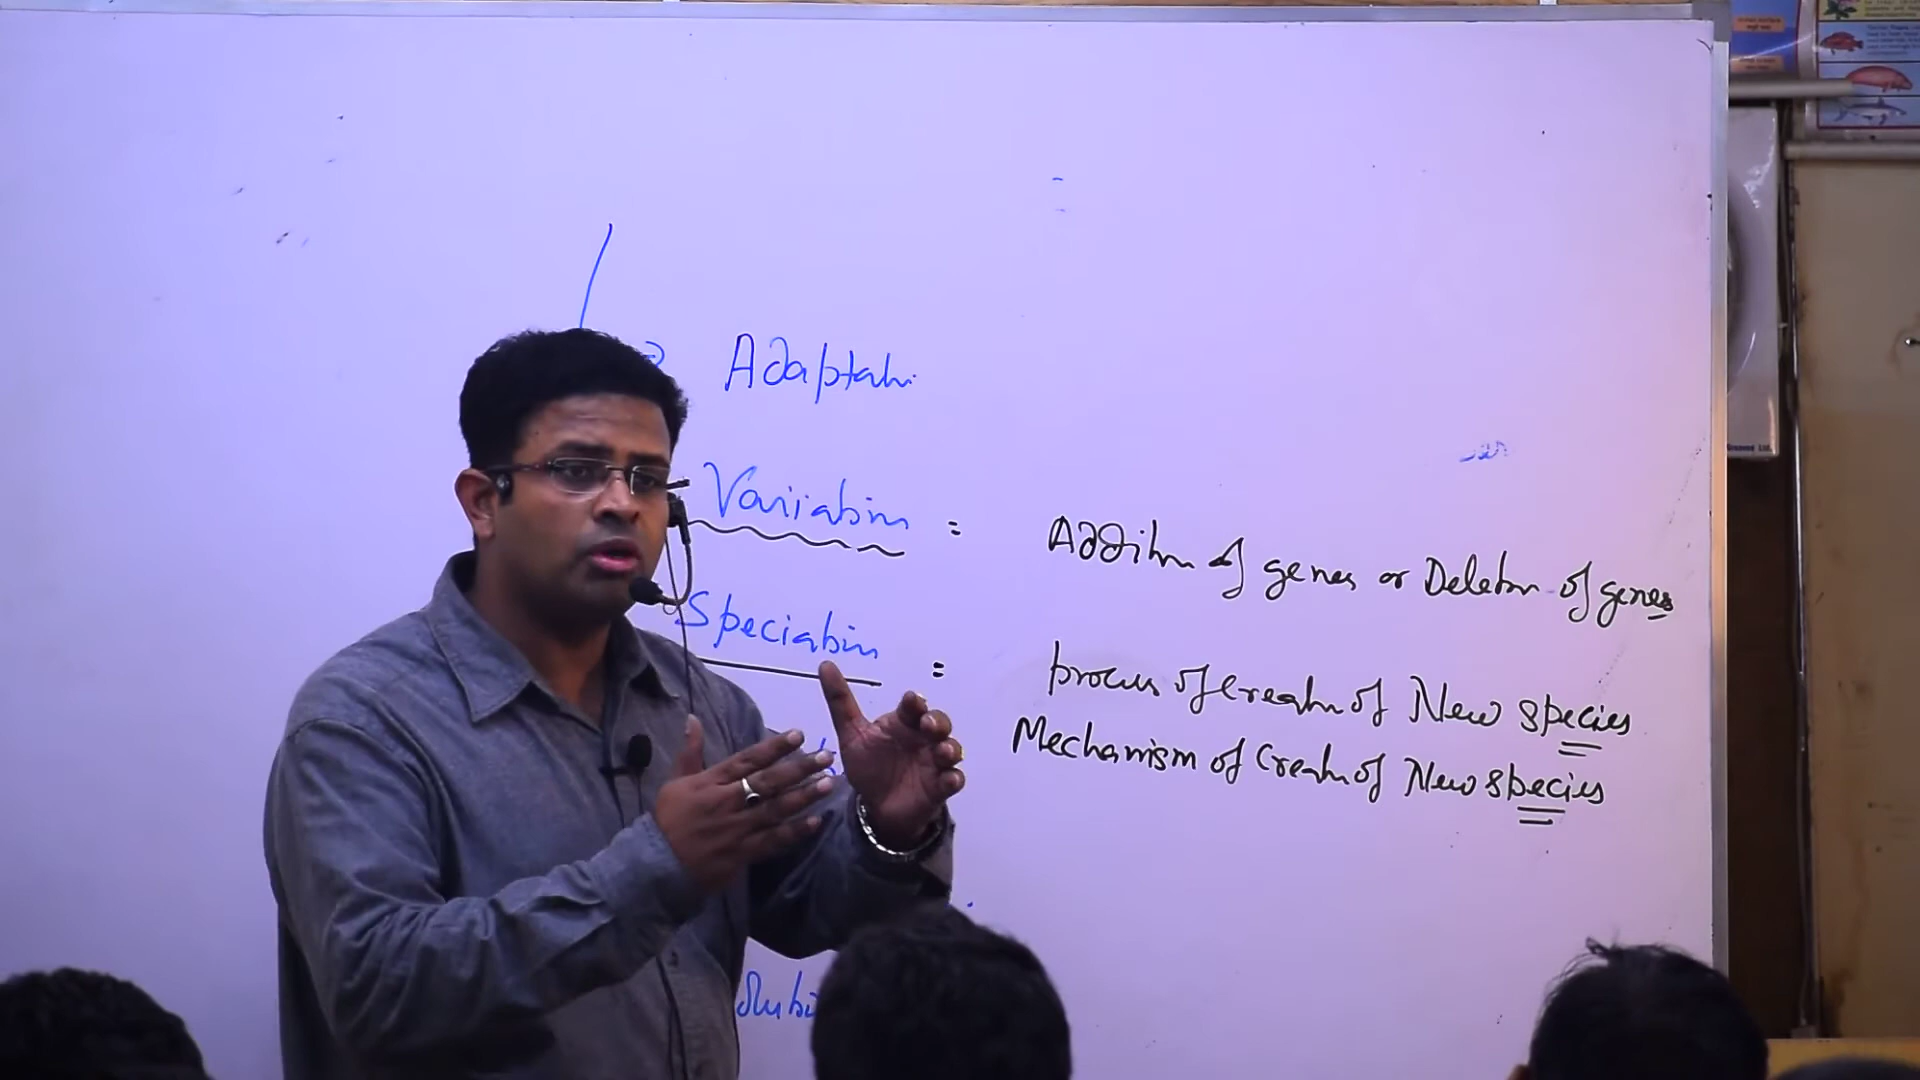 Adaptation
Variation = Addition of genes or Deletion of genes
Speciation = process of Creation of New species
Mechanism of Creation of New species